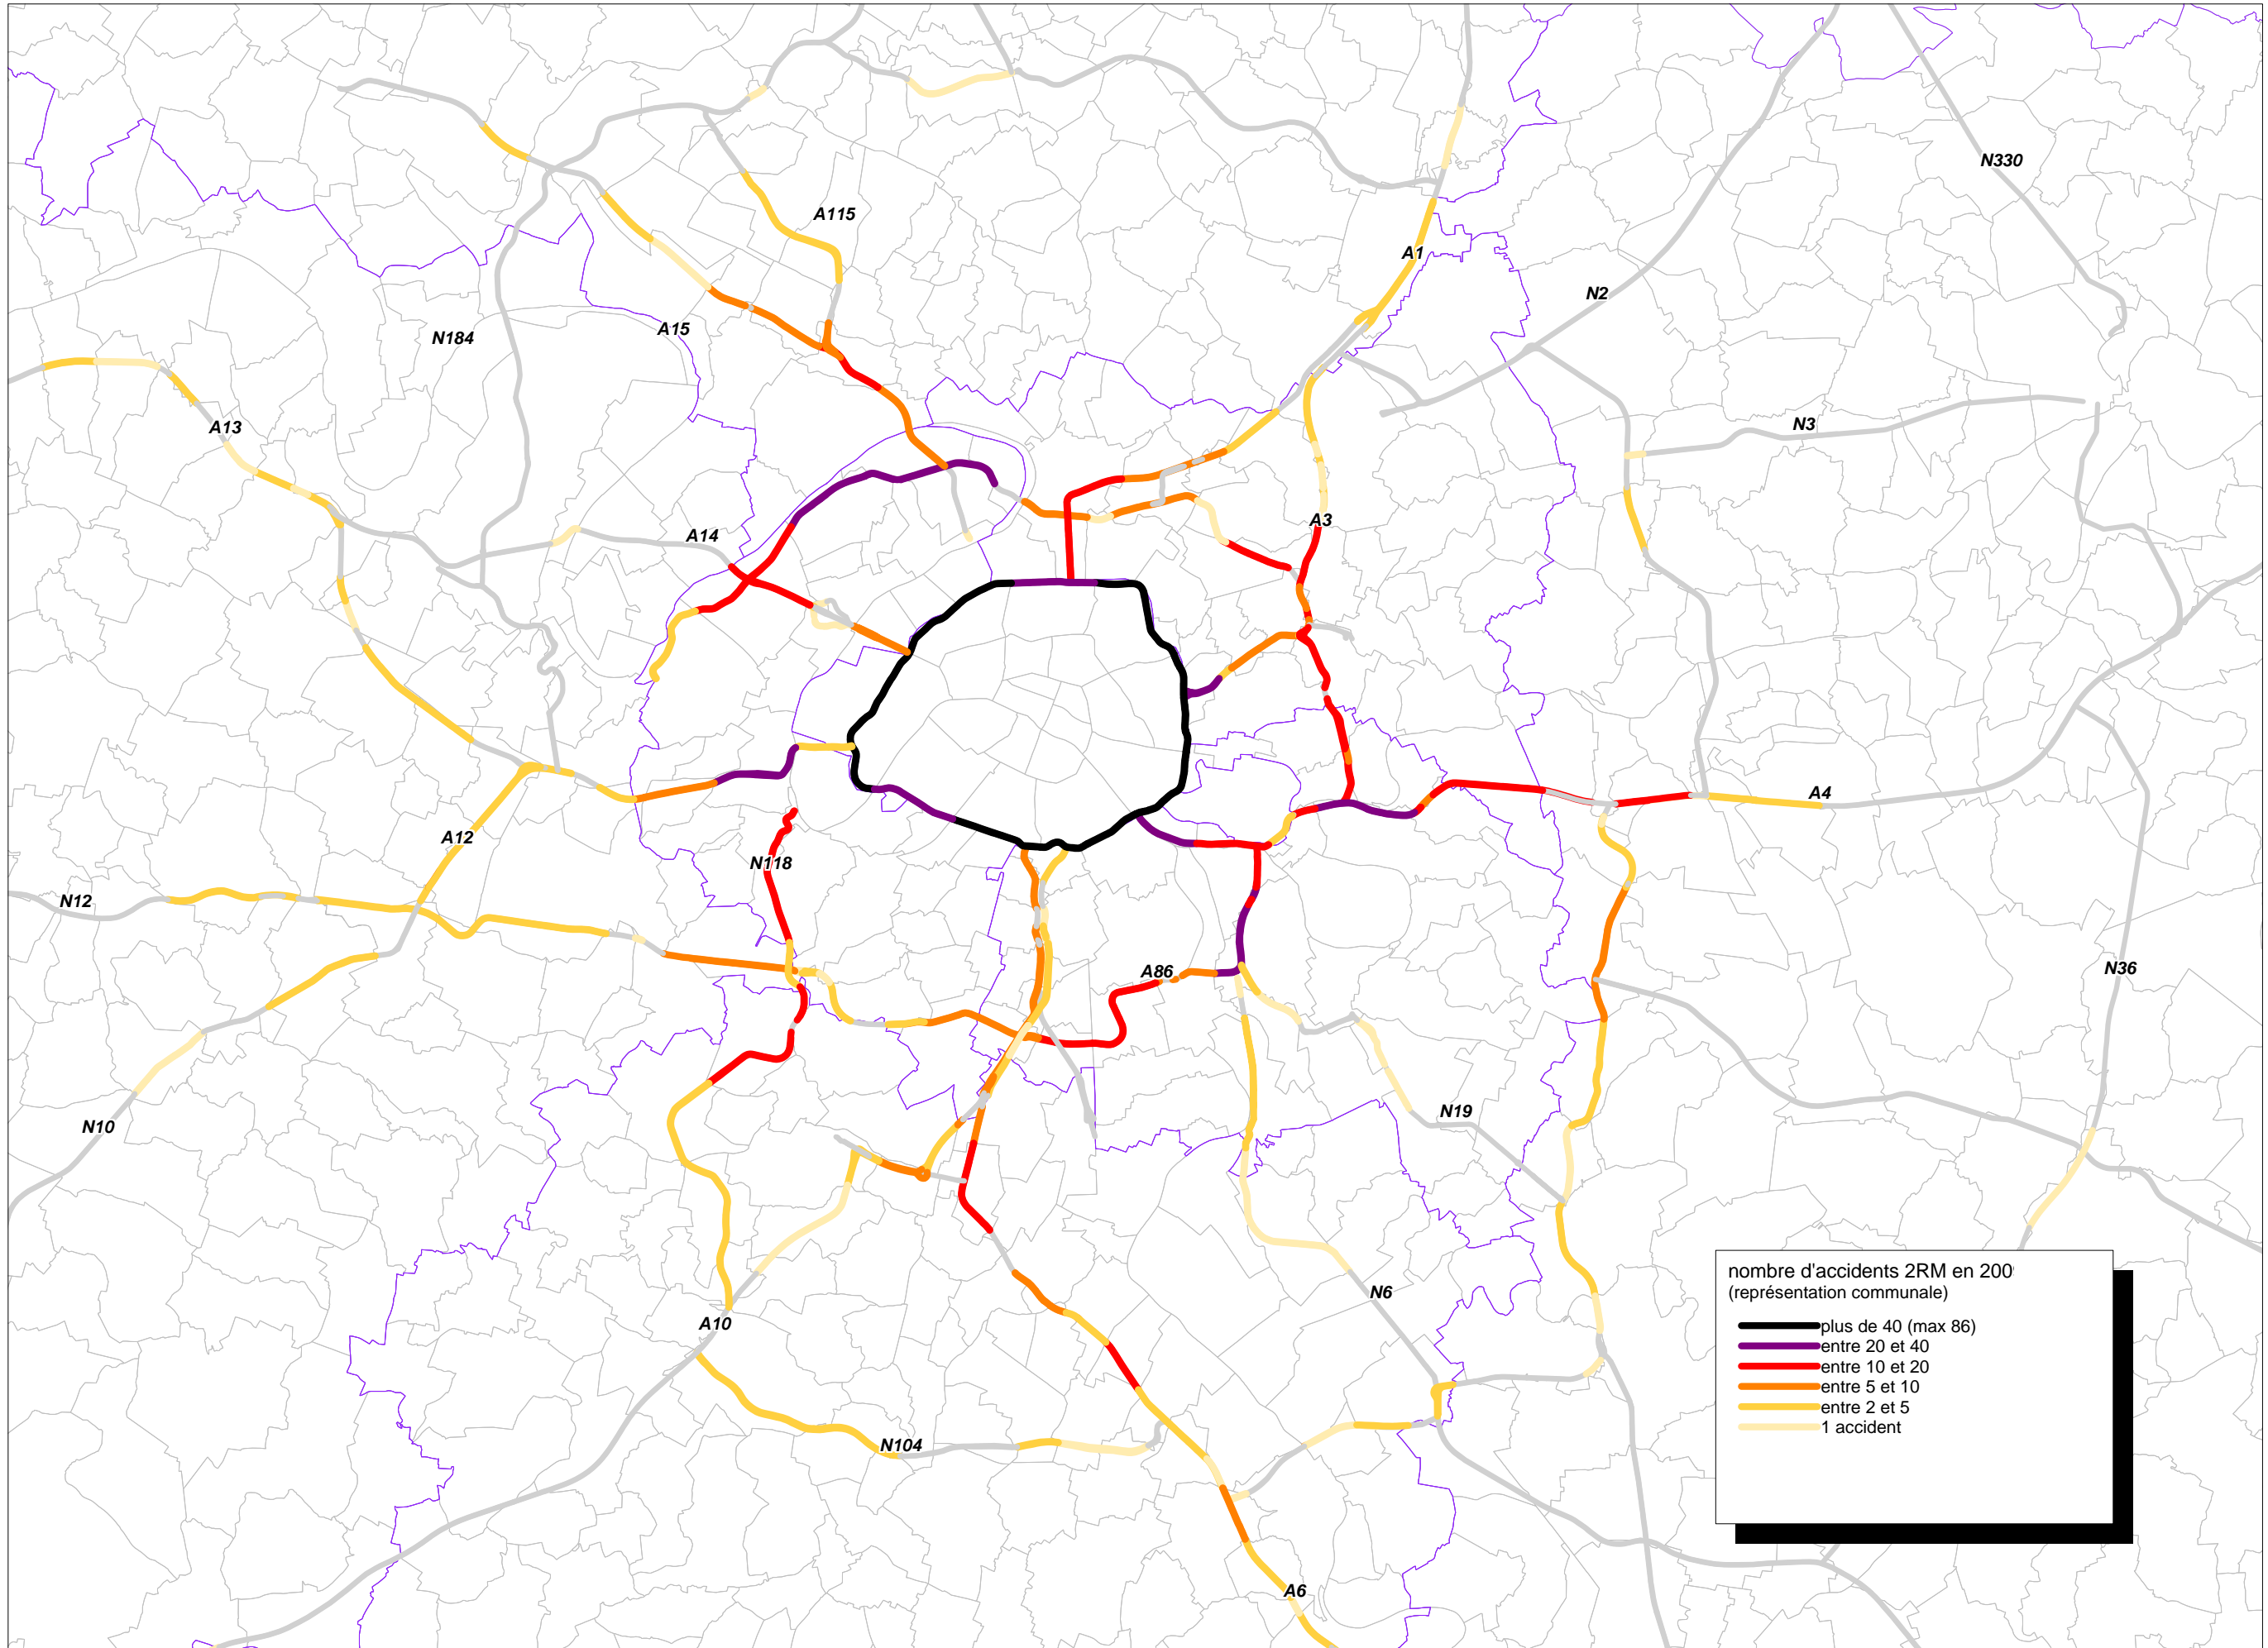 N330
A115
A1
N2
A15
N184
N3
A13
A3
A14
A4
A12
N118
N12
A86
N36
N19
N10
N6
A10
N104
A6
nombre d'accidents 2RM en 200
(représentation communale)
plus de 40 (max 86)
entre 20 et 40
entre 10 et 20
entre 5 et 10
entre 2 et 5
1 accident